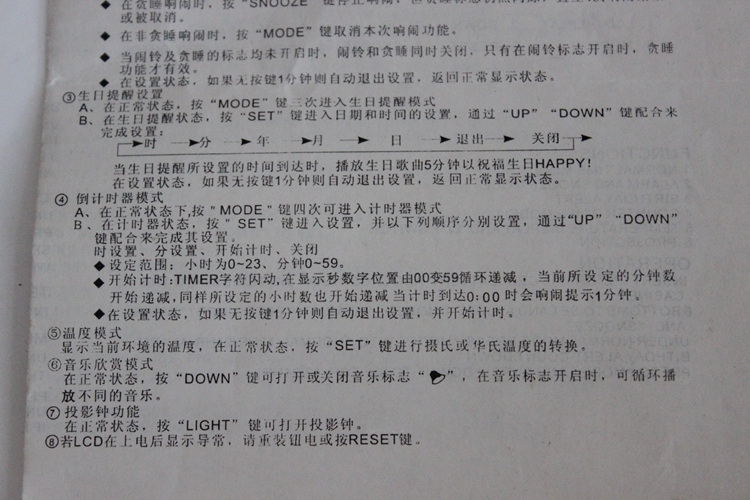 ◆ 在贪睡响闹时，按“SNOOZE”键
或被取消。
◆ 在非贪睡响闹时，按“MODE”键取消本次响闹功能。
◆ 当闹铃及贪睡的标志均未开启时，闹铃和贪睡同时关闭，只有在闹铃标志开启时，贪睡
功能才有效。
◆ 在设置状态，如果无按键1分钟则自动退出设置，返回正常显示状态。
③生日提醒设置
A、在正常状态，按“MODE”键三次进入生日提醒模式
B、在生日提醒状态，按“SET”键进入日期和时间的设置，通过“UP” “DOWN”键配合来
完成设置：
时→分→年→月→日→退出→关闭
当生日提醒所设置的时间到达时，播放生日歌曲5分钟以祝福生日HAPPY！
在设置状态，如果无按键1分钟则自动退出设置，返回正常显示状态。
④ 倒计时器模式
A、在正常状态下,按"MODE"键四次可进入计时器模式
B、在计时器状态，按" SET"键进入设置，并以下列顺序分别设置，通过“UP” “DOWN”
键配合来完成其设置。
时设置、分设置、开始计时、关闭
◆设定范围：小时为0~23、分钟0~59。
◆开始计时:TIMER字符闪动,在显示秒数字位置由00变59循环递减，当前所设定的分钟数
开始递减,同样所设定的小时数也开始递减当计时到达0:00 时会响闹提示1分钟。
◆在设置状态，如果无按键1分钟则自动退出设置，并开始计时。
⑤温度模式
显示当前环境的温度，在正常状态，按“SET”键进行摄氏或华氏温度的转换。
⑥音乐欣赏模式
在正常状态，按“DOWN”键可打开或关闭音乐标志“ ”，在音乐标志开启时，可循环播
放不同的音乐。
⑦ 投影钟功能
在正常状态，按“LIGHT”键可打开投影钟。
⑧若LCD在上电后显示导常，请重装钮电或按RESET键。